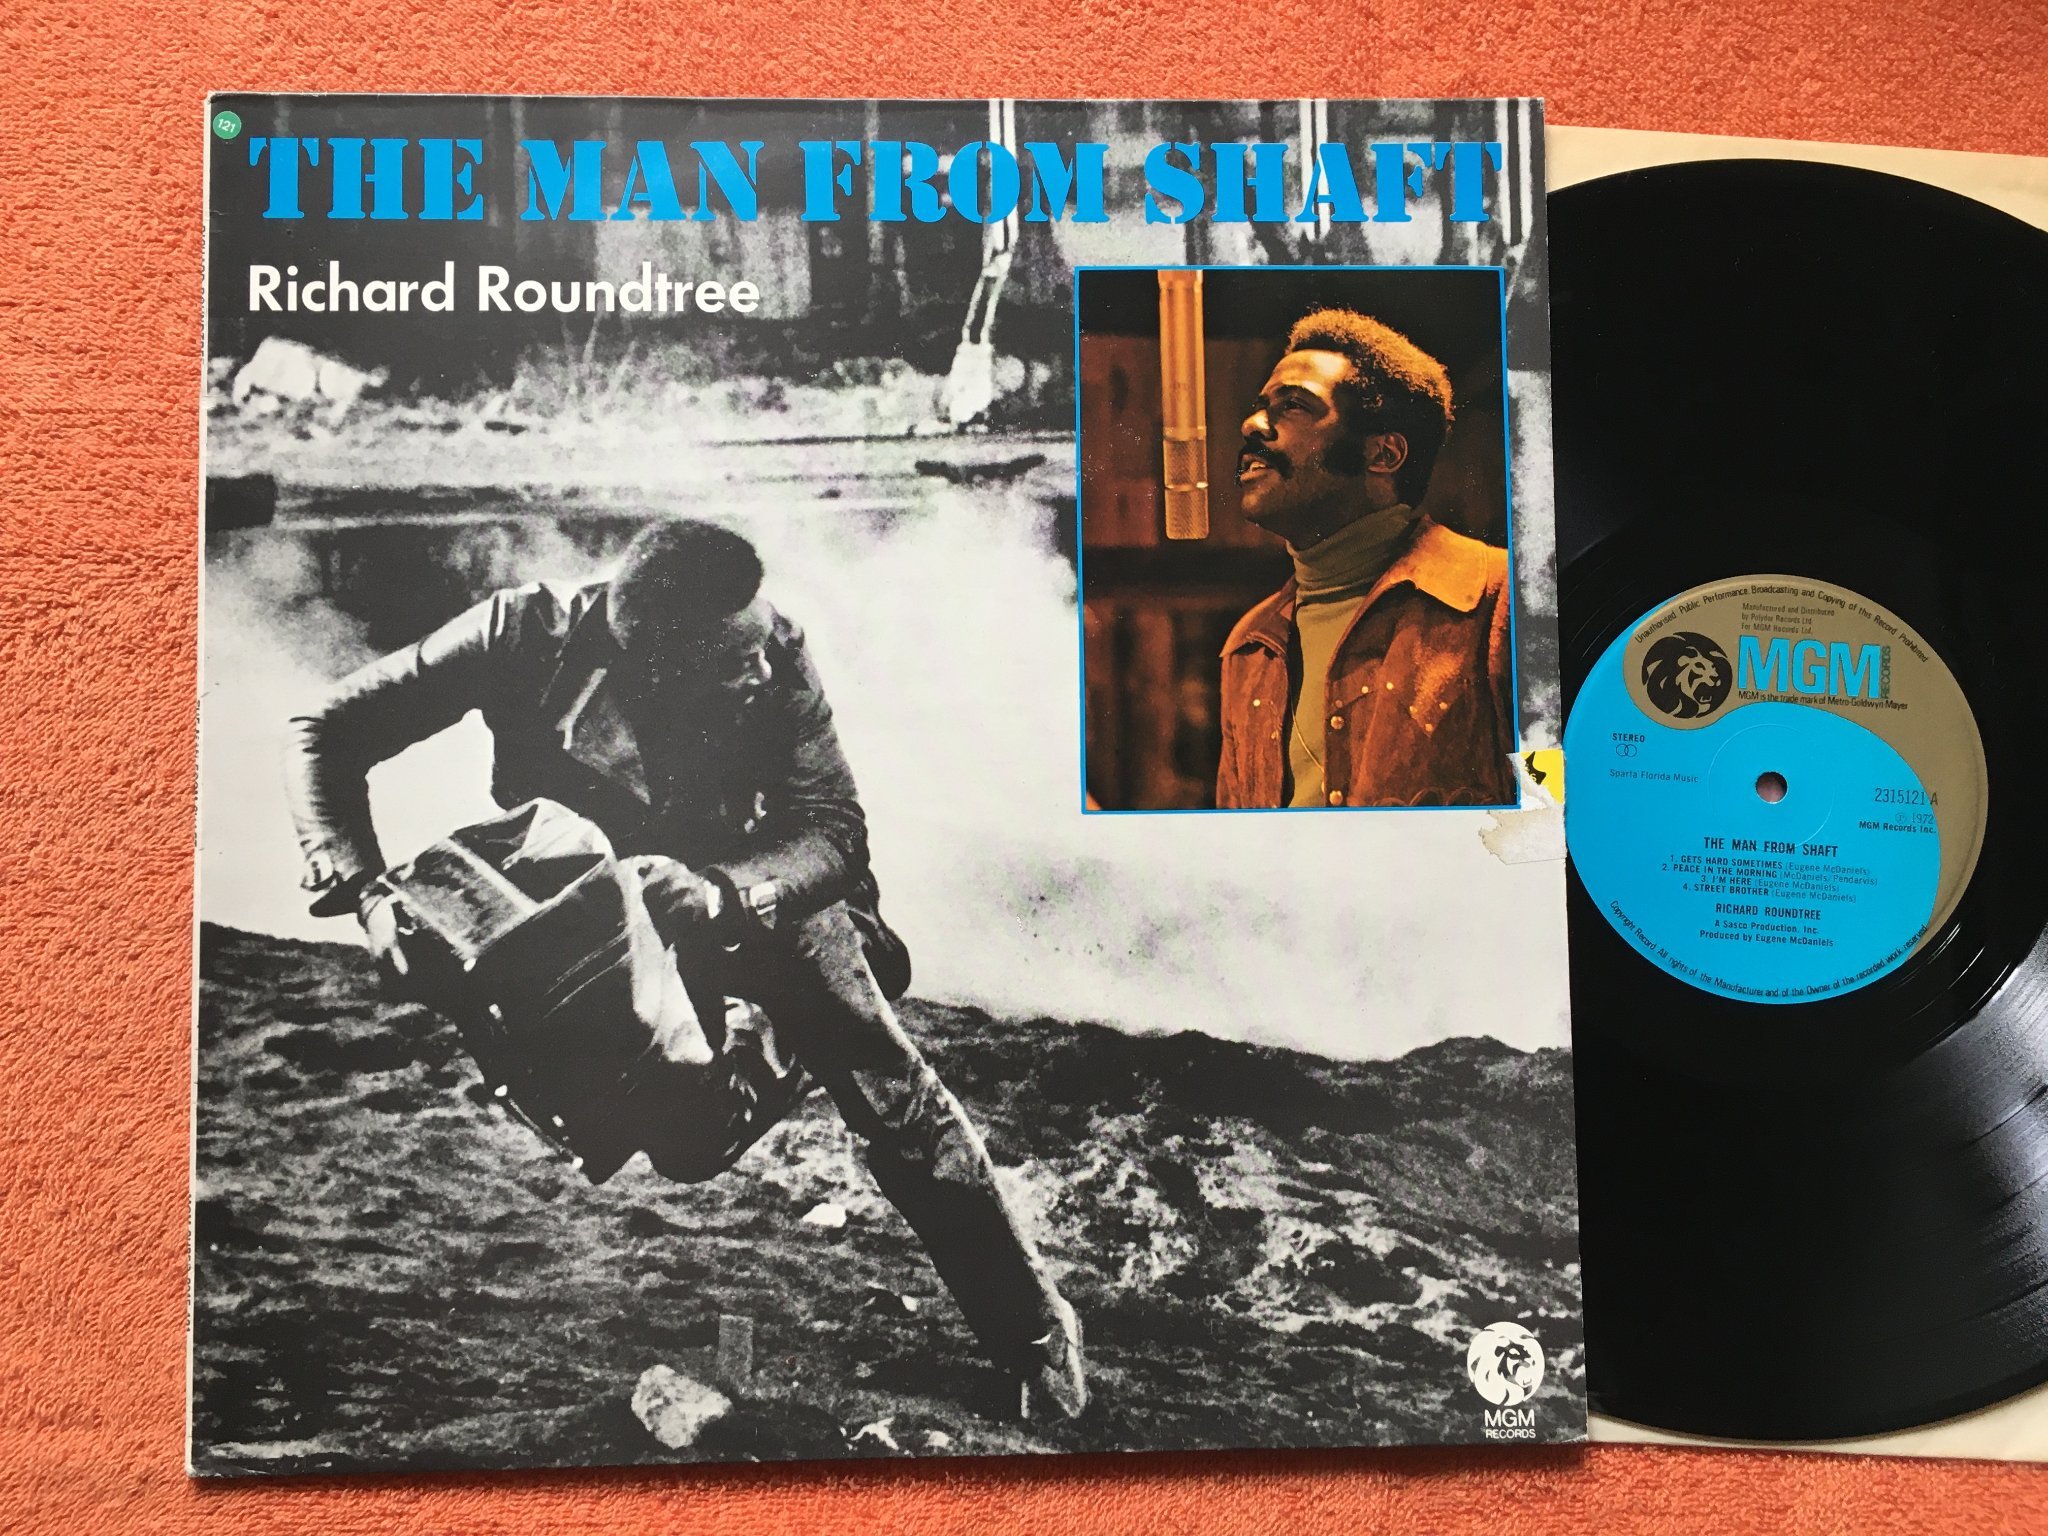 121
THE MAN FROM SHAFT
Richard Roundtree
MGM
RECORDS
Unauthorised Public Performance Broadcasting and Copying of this Record Prohibited
Manufactured and Distributed
by Polydor Records Ltd.
For MGM Records Ltd.
MGM RECORDS
MGM is the trade mark of Metro-Goldwyn Mayer
STEREO
Sparta Florida Music
2315121 A
℗ 1972
MGM Records Inc.
THE MAN FROM SHAFT
1. GETS HARD SOMETIMES (Eugene McDaniels)
2. PEACE IN THE MORNING (McDaniels/Pendarvis)
3. I'M HERE (Eugene McDaniels)
4. STREET BROTHER (Eugene McDaniels)
RICHARD ROUNDTREE
A Sasco Production, Inc.
Produced by Eugene McDaniels
Copyright Record All rights of the Manufacturer and of the Owner of the recorded work reserved